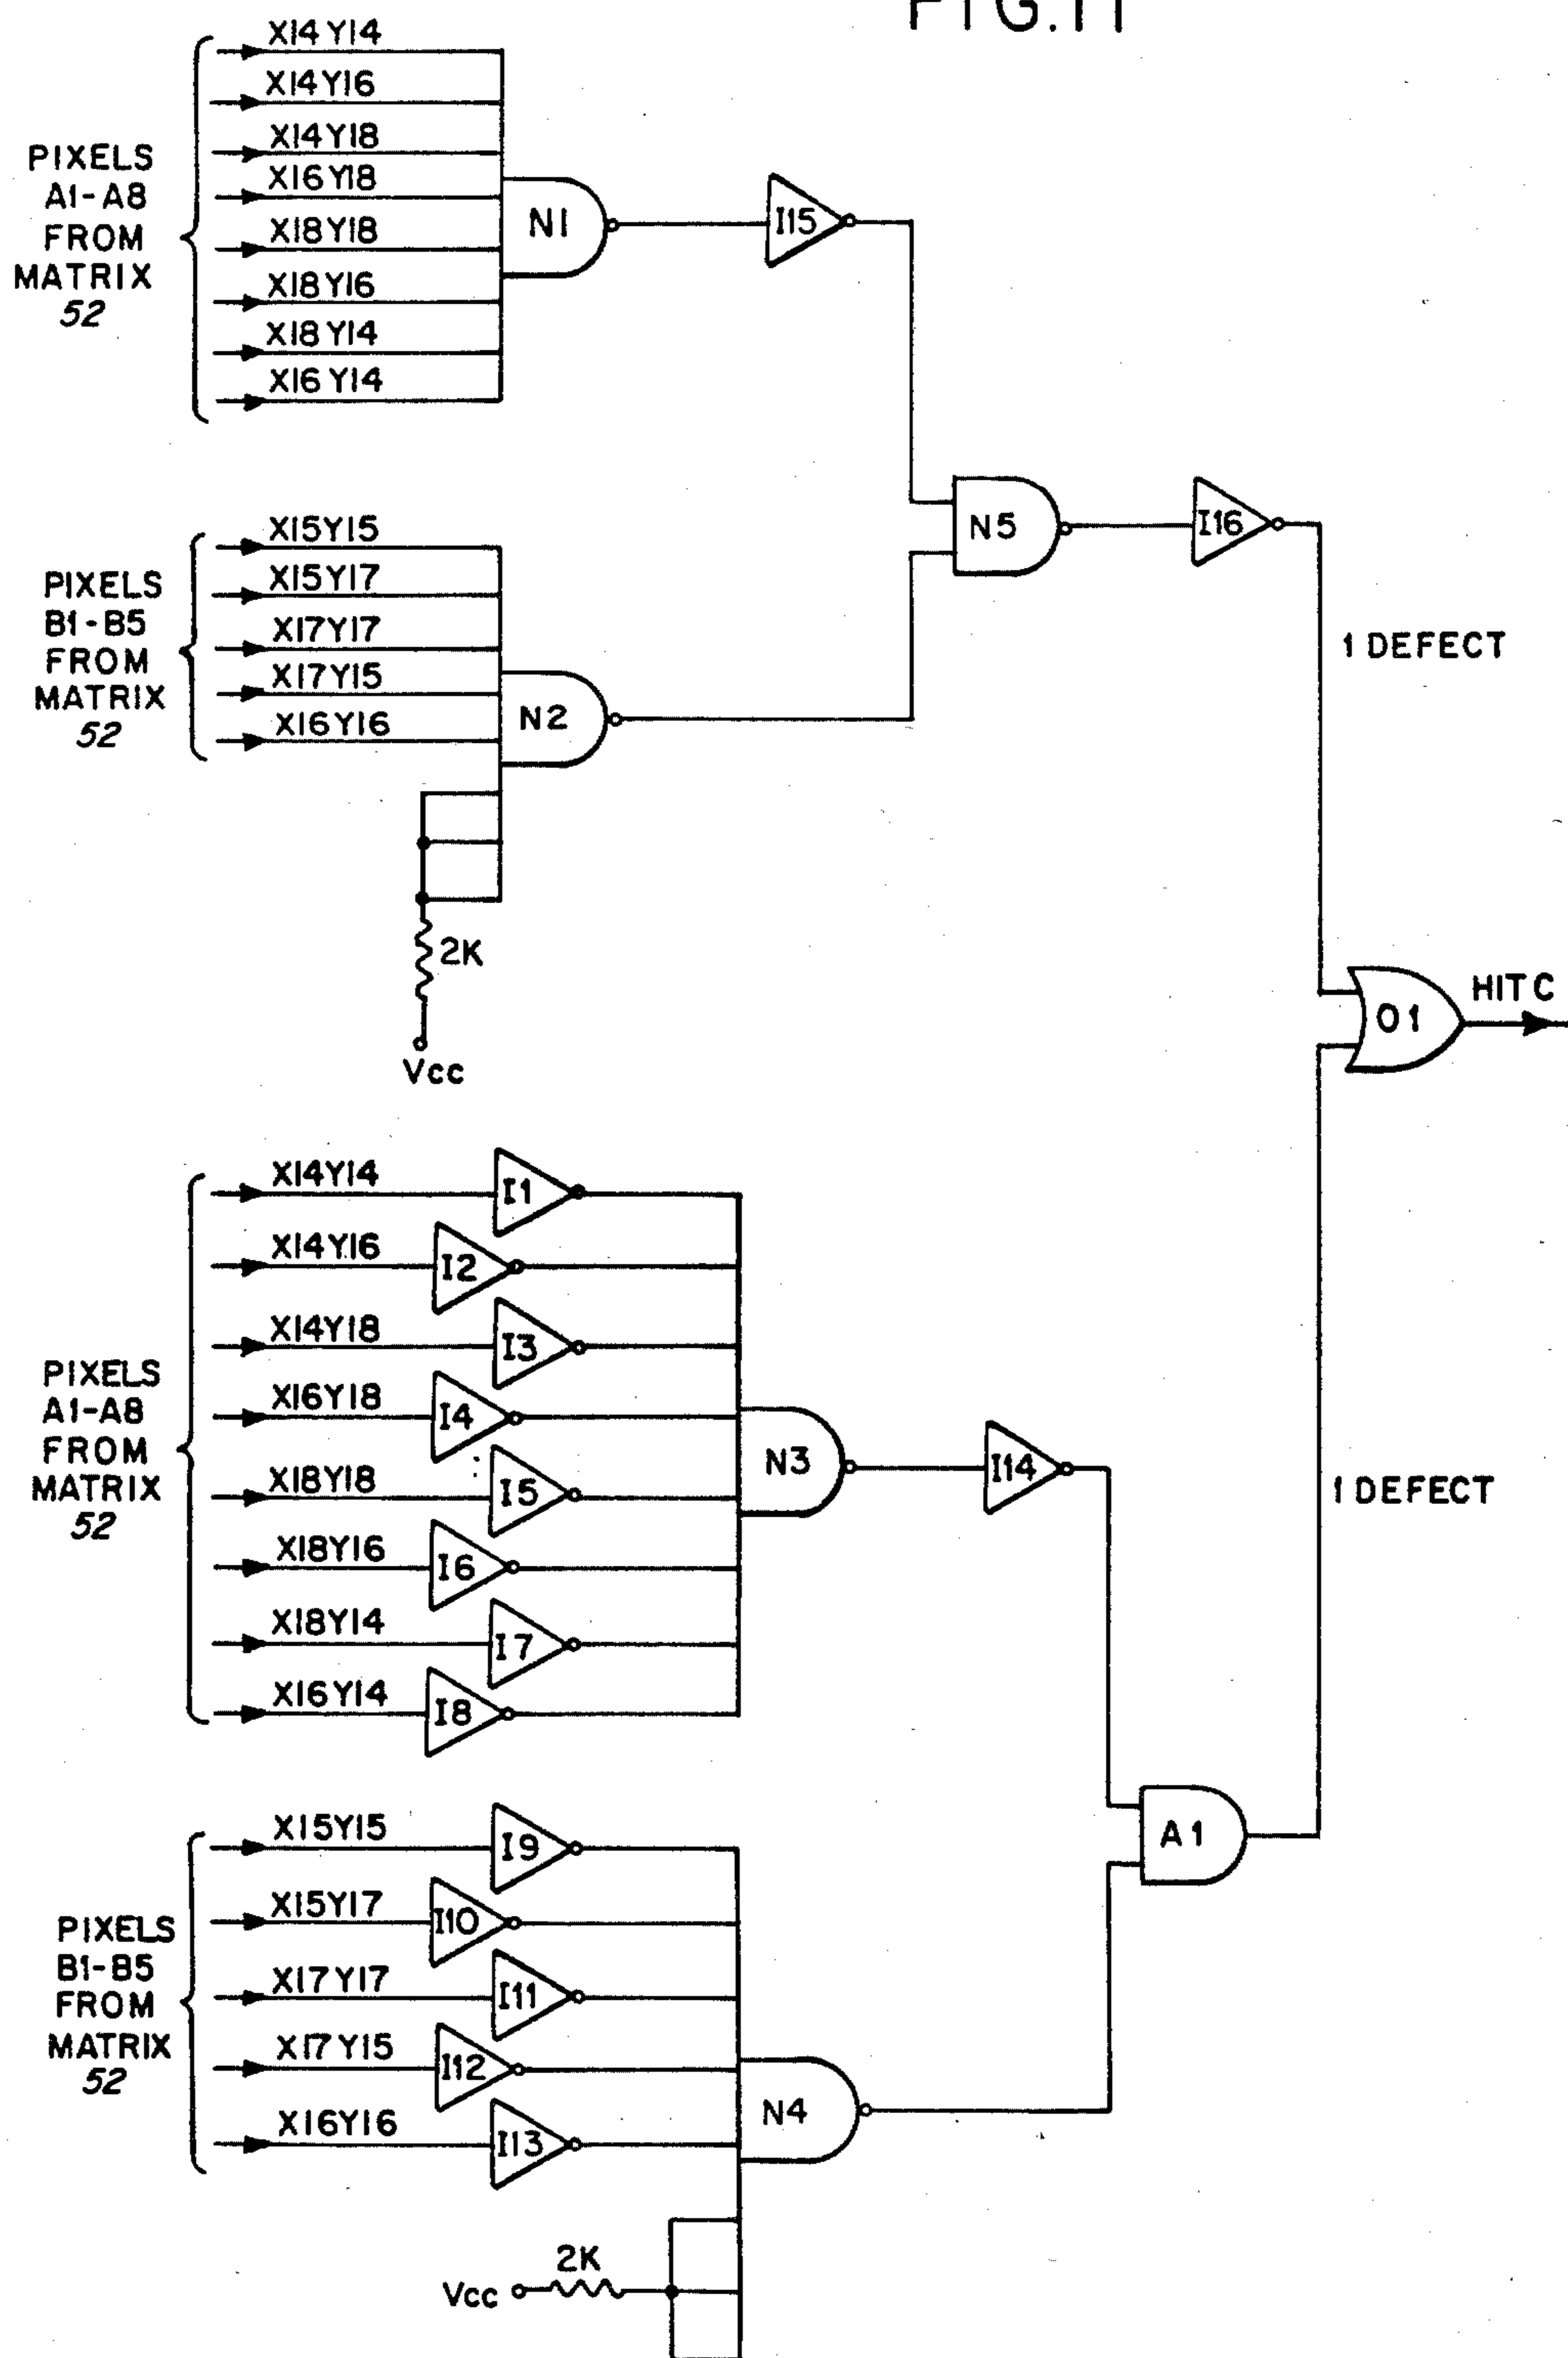 FIG.11
PIXELS
A1-A8
FROM
MATRIX
52
X14Y14
X14Y16
X14Y18
X16Y18
X18Y18
X18Y16
X18Y14
X16Y14
N1
I15
PIXELS
B1-B5
FROM
MATRIX
52
X15Y15
X15Y17
X17Y17
X17Y15
X16Y16
N2
N5
I16
1 DEFECT
2K
Vcc
O1
HIT C
PIXELS
A1-A8
FROM
MATRIX
52
X14Y14
X14Y16
X14Y18
X16Y18
X18Y18
X18Y16
X18Y14
X16Y14
I1
I2
I3
I4
I5
I6
I7
I8
N3
I14
1 DEFECT
A1
PIXELS
B1-B5
FROM
MATRIX
52
X15Y15
X15Y17
X17Y17
X17Y15
X16Y16
I9
I10
I11
I12
I13
N4
2K
Vcc